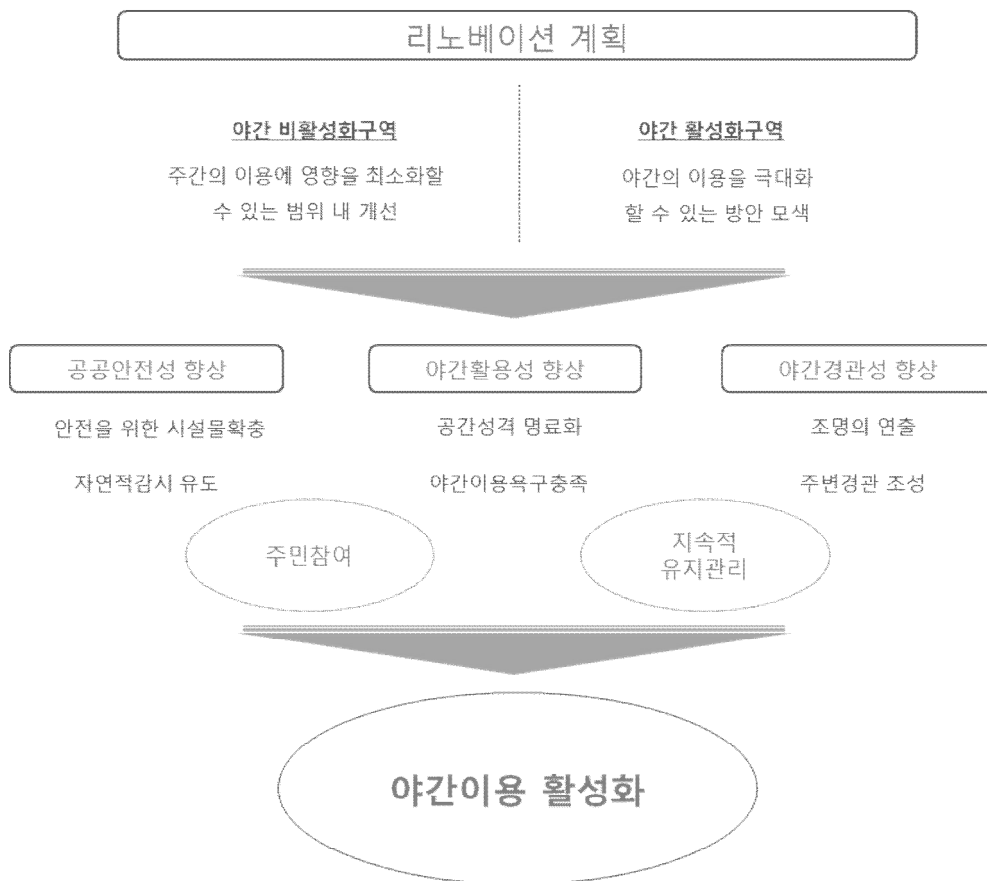 리노베이션 계획
야간 비활성화구역
주간의 이용에 영향을 최소화할
수 있는 범위 내 개선
야간 활성화구역
야간의 이용을 극대화
할 수 있는 방안 모색
공공안전성 향상
안전을 위한 시설물확충
자연적감시 유도
야간활용성 향상
공간성격 명료화
야간이용욕구충족
야간경관성 향상
조명의 연출
주변경관 조성
주민참여
지속적
유지관리
야간이용 활성화